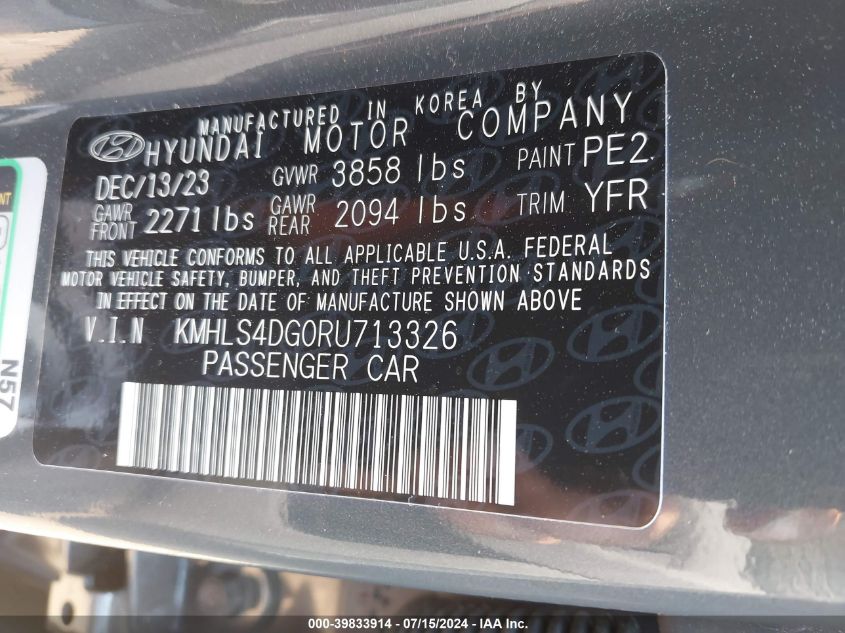 MANUFACTURED IN KOREA BY
HYUNDAI MOTOR COMPANY
DEC/13/23 GVWR 3858 lbs PAINT PE2
GAWR FRONT 2271 lbs GAWR REAR 2094 lbs TRIM YFR
THIS VEHICLE CONFORMS TO ALL APPLICABLE U.S.A. FEDERAL
MOTOR VEHICLE SAFETY, BUMPER, AND THEFT PREVENTION STANDARDS
IN EFFECT ON THE DATE OF MANUFACTURE SHOWN ABOVE
V.I.N KMHLS4DG0RU713326
PASSENGER CAR
N57
000-39833914 - 07/15/2024 - IAA Inc.